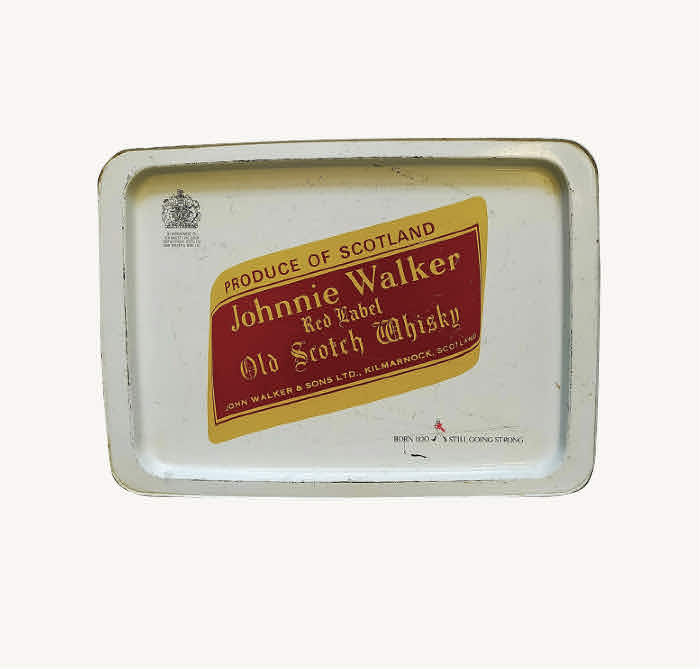 PRODUCE OF SCOTLAND
Johnnie Walker
Red Label
Old Scotch Whisky
JOHN WALKER & SONS LTD., KILMARNOCK, SCOTLAND
BORN 1820 STILL GOING STRONG